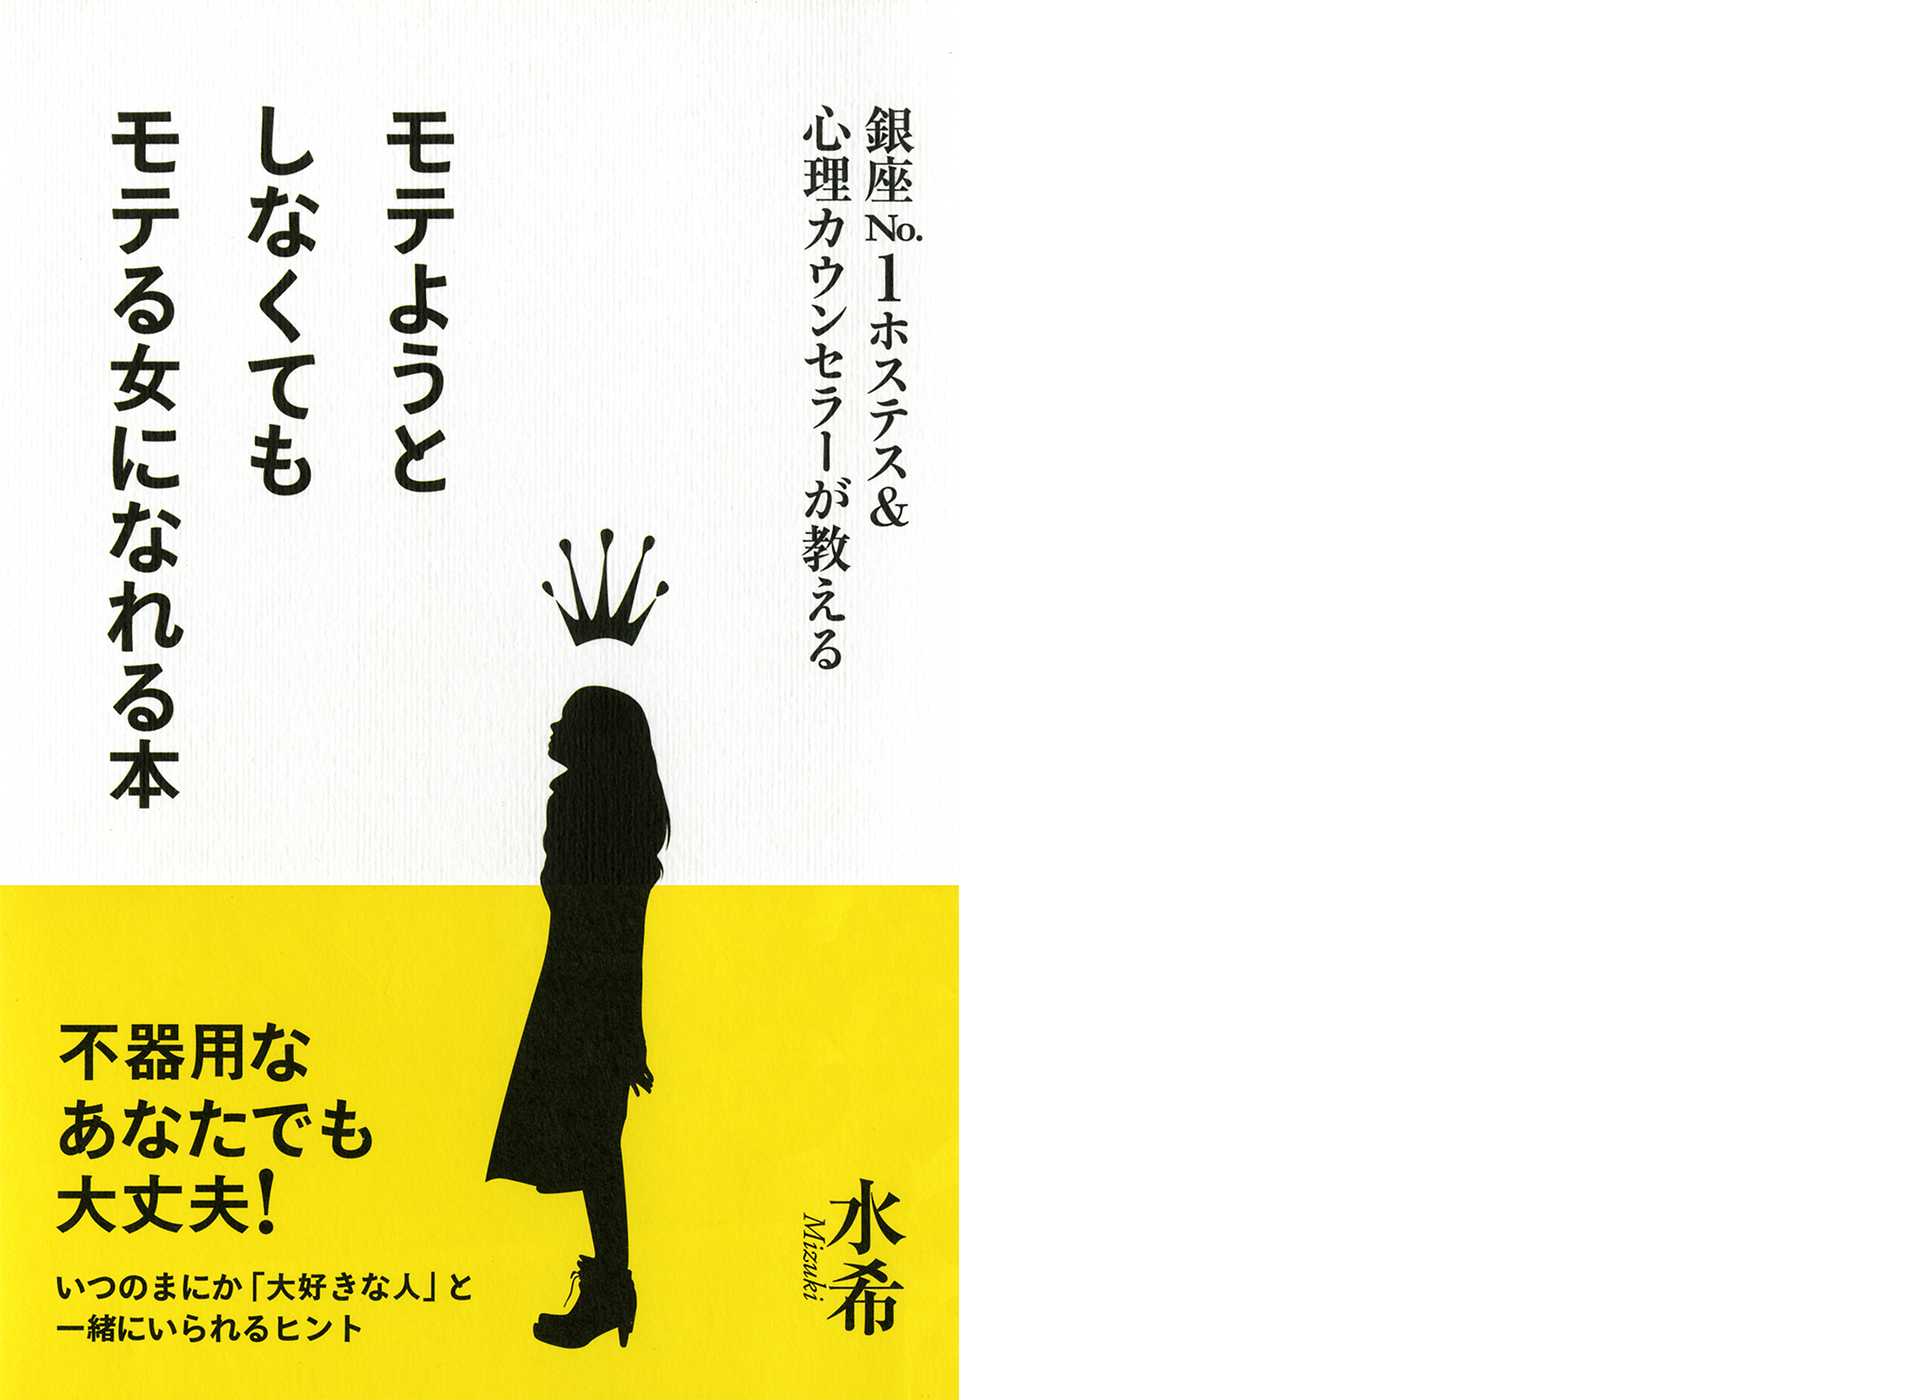 銀座No.1ホステス&
心理カウンセラーが教える
モテようと
しなくても
モテる女になれる本
水希
Mizuki
不器用な
あなたでも
大丈夫!
いつのまにか「大好きな人」と
一緒にいられるヒント